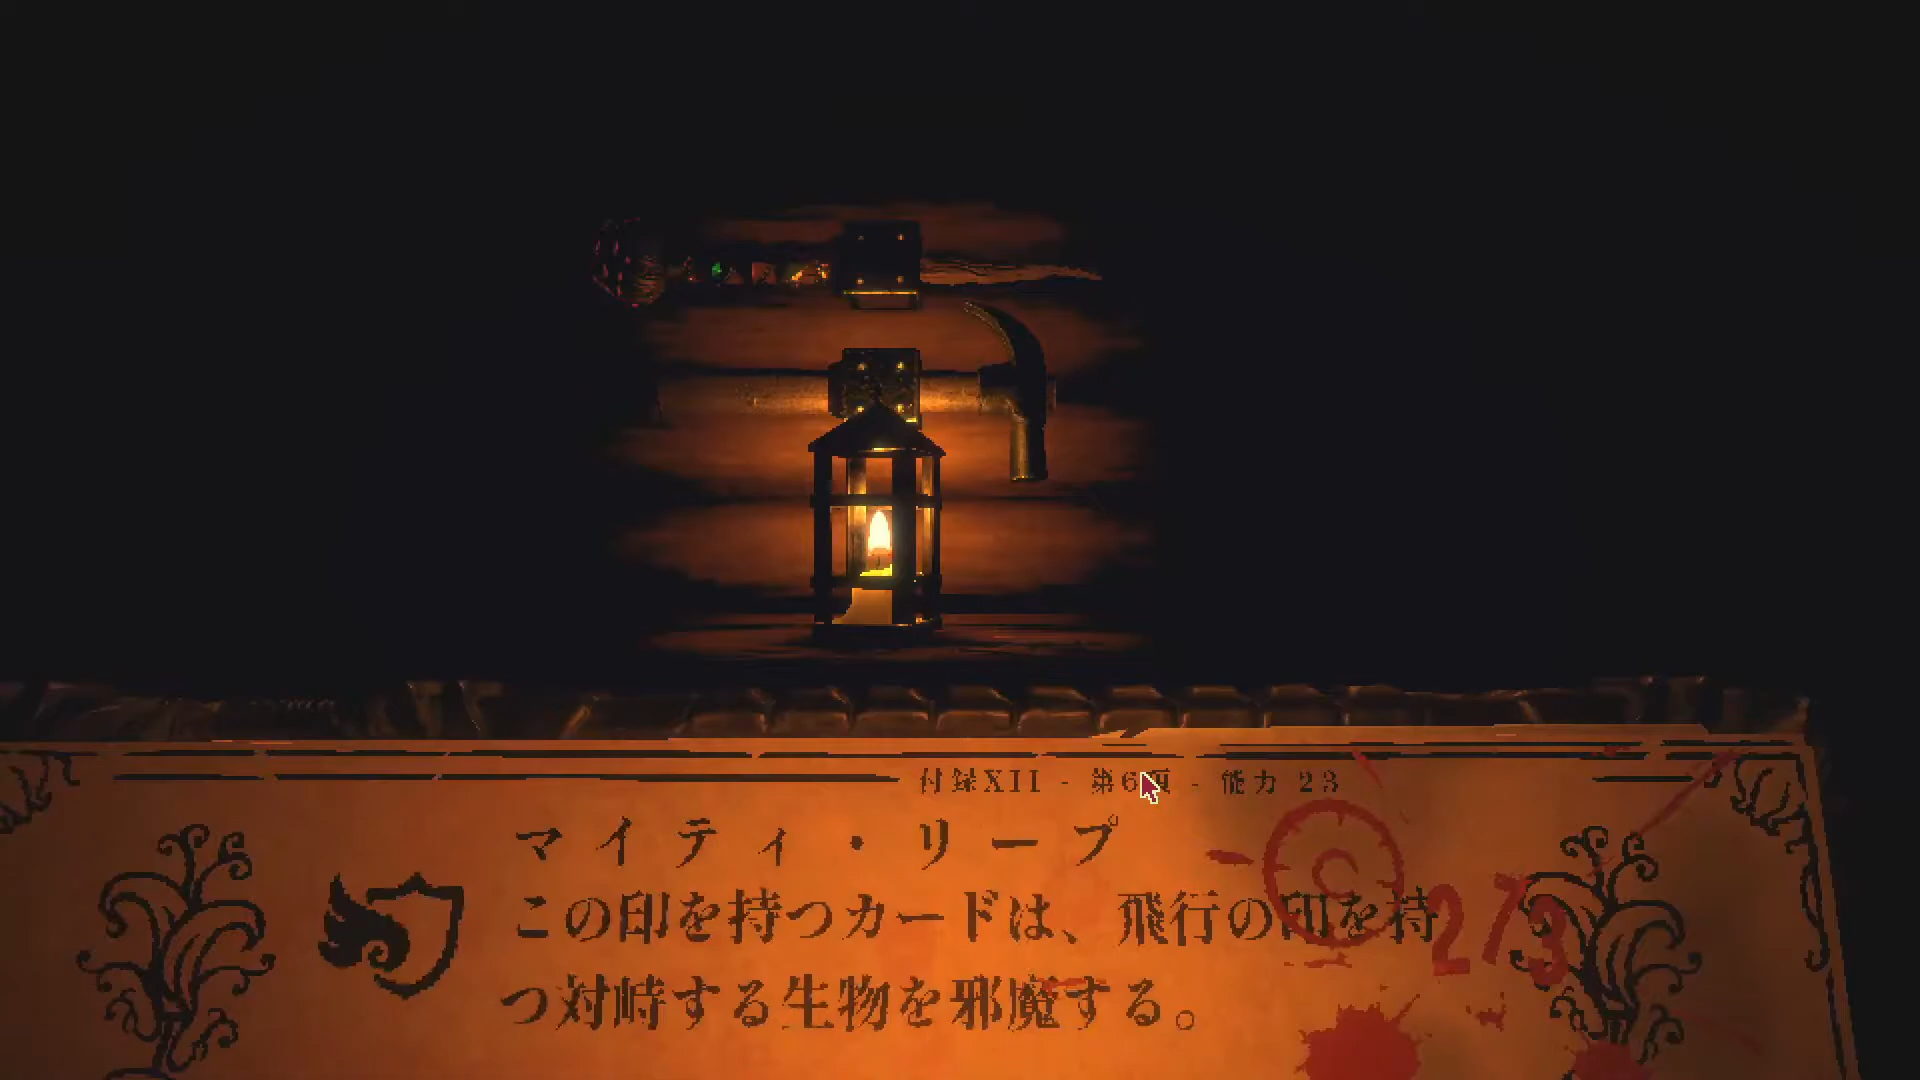 付録XII - 第6頁 - 能力 23
マイティ・リープ
この印を持つカードは、飛行の印を持
つ対峙する生物を邪魔する。
273